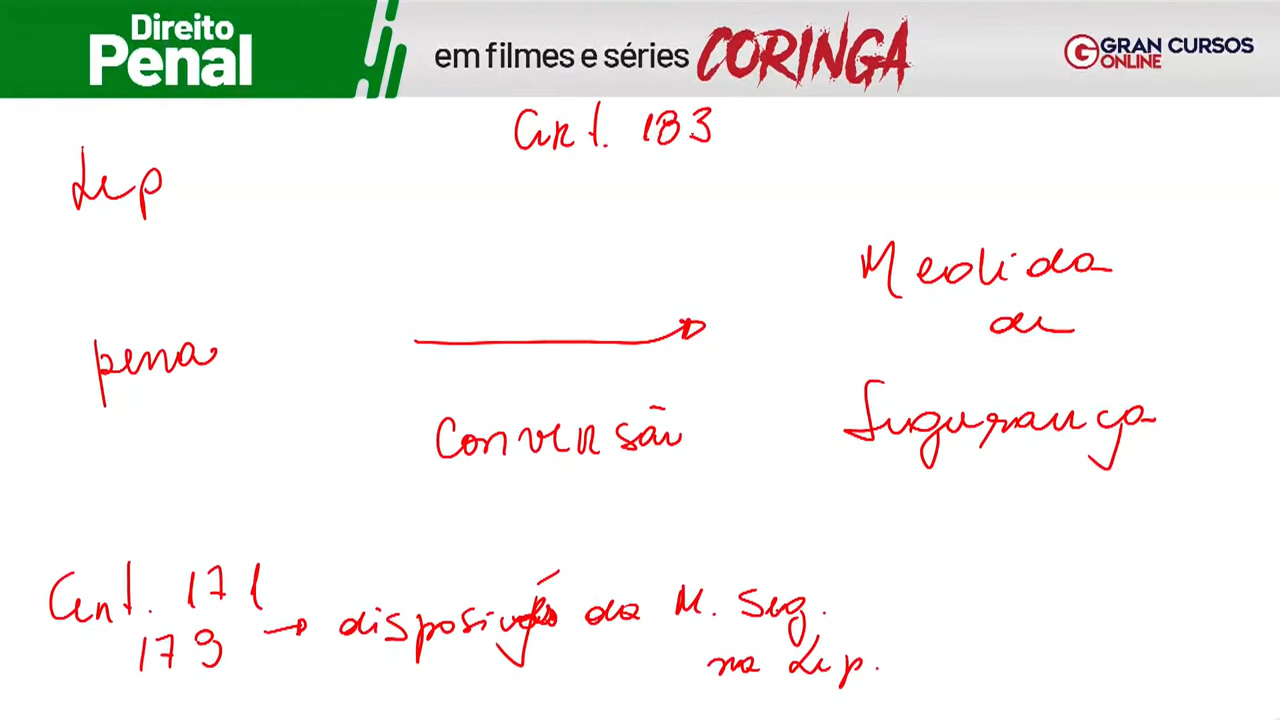 Direito
Penal
em filmes e séries CORINGA
G GRAN CURSOS
ONLINE
Art. 183
Lep
Medida
de
pena
Segurança
Conversão
Art. 171
179 → disposições da M. Seg.
na Lep.